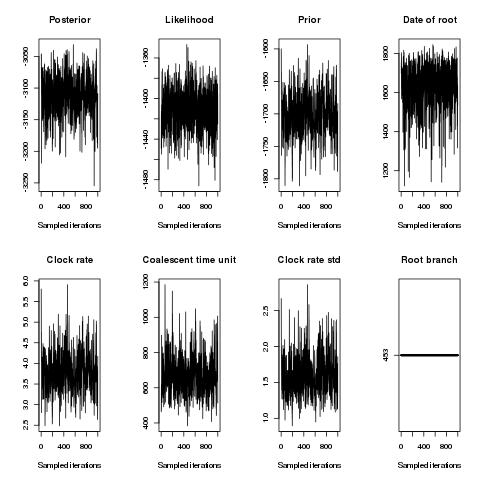 Posterior
Likelihood
Prior
Date of root
-3050
-3100
-3150
-3200
-3250
-1360
-1400
-1440
-1480
-1600
-1650
-1700
-1750
-1800
1800
1600
1400
1200
0 400 800
0 400 800
0 400 800
0 400 800
Sampled iterations
Sampled iterations
Sampled iterations
Sampled iterations
Clock rate
Coalescent time unit
Clock rate std
Root branch
6.0
5.5
5.0
4.5
4.0
3.5
3.0
2.5
1200
1000
800
600
400
2.5
2.0
1.5
1.0
453
0 400 800
0 400 800
0 400 800
0 400 800
Sampled iterations
Sampled iterations
Sampled iterations
Sampled iterations